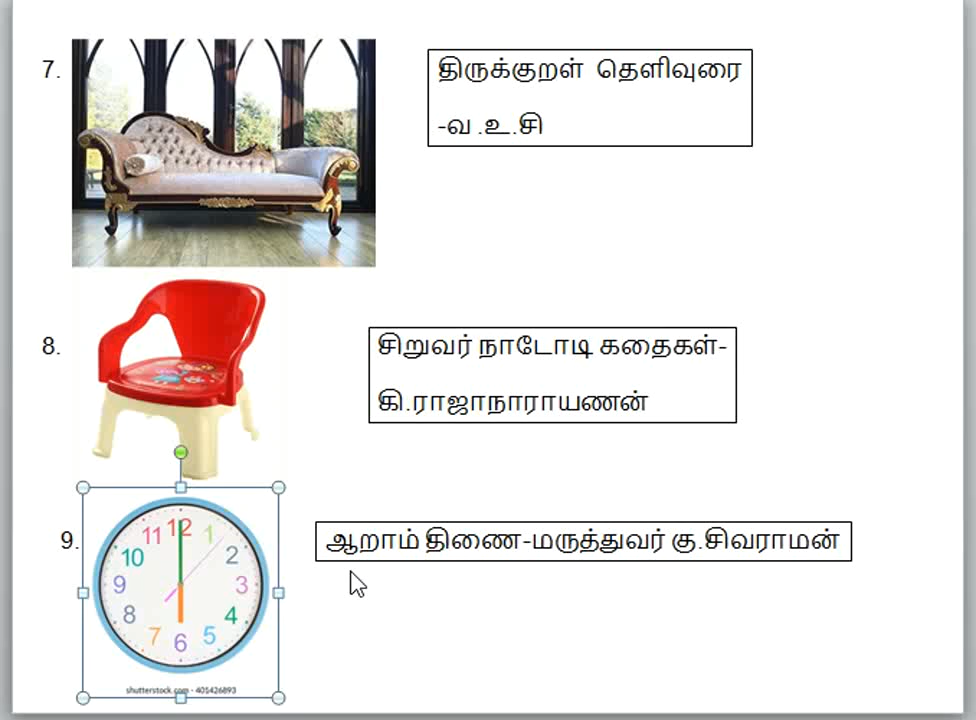 7.
திருக்குறள் தெளிவுரை
-வ .உ.சி
8.
சிறுவர் நாடோடி கதைகள்-
கி.ராஜாநாராயணன்
9.
ஆறாம் திணை-மருத்துவர் கு.சிவராமன்
12
11
1
10
2
9
3
8
4
7
5
6
shutterstock.com - 401426893